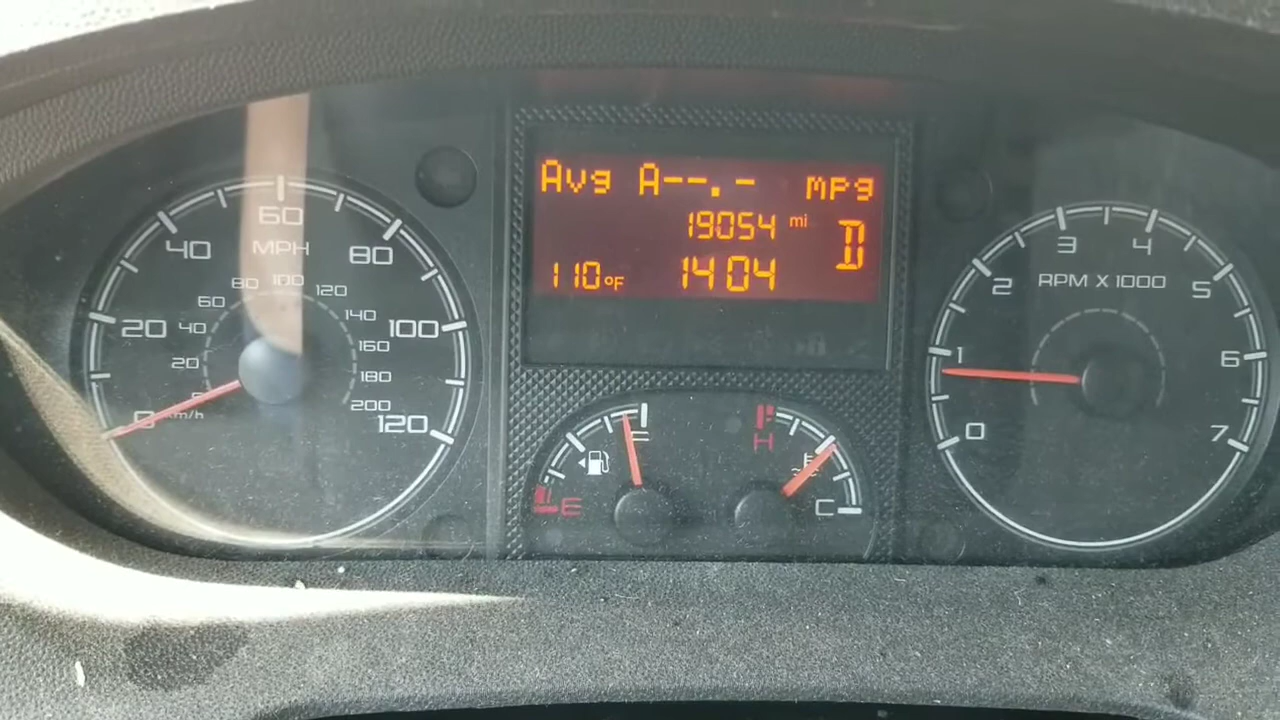 Avg A--.- mpg
19054 mi
D
110°F 1404
60
MPH
40 80
20 100
0 120
80 100 120
60 140
40 160
20 180
200
km/h
3 4
RPM X 1000
2 5
1 6
0 7
F
E
H
C